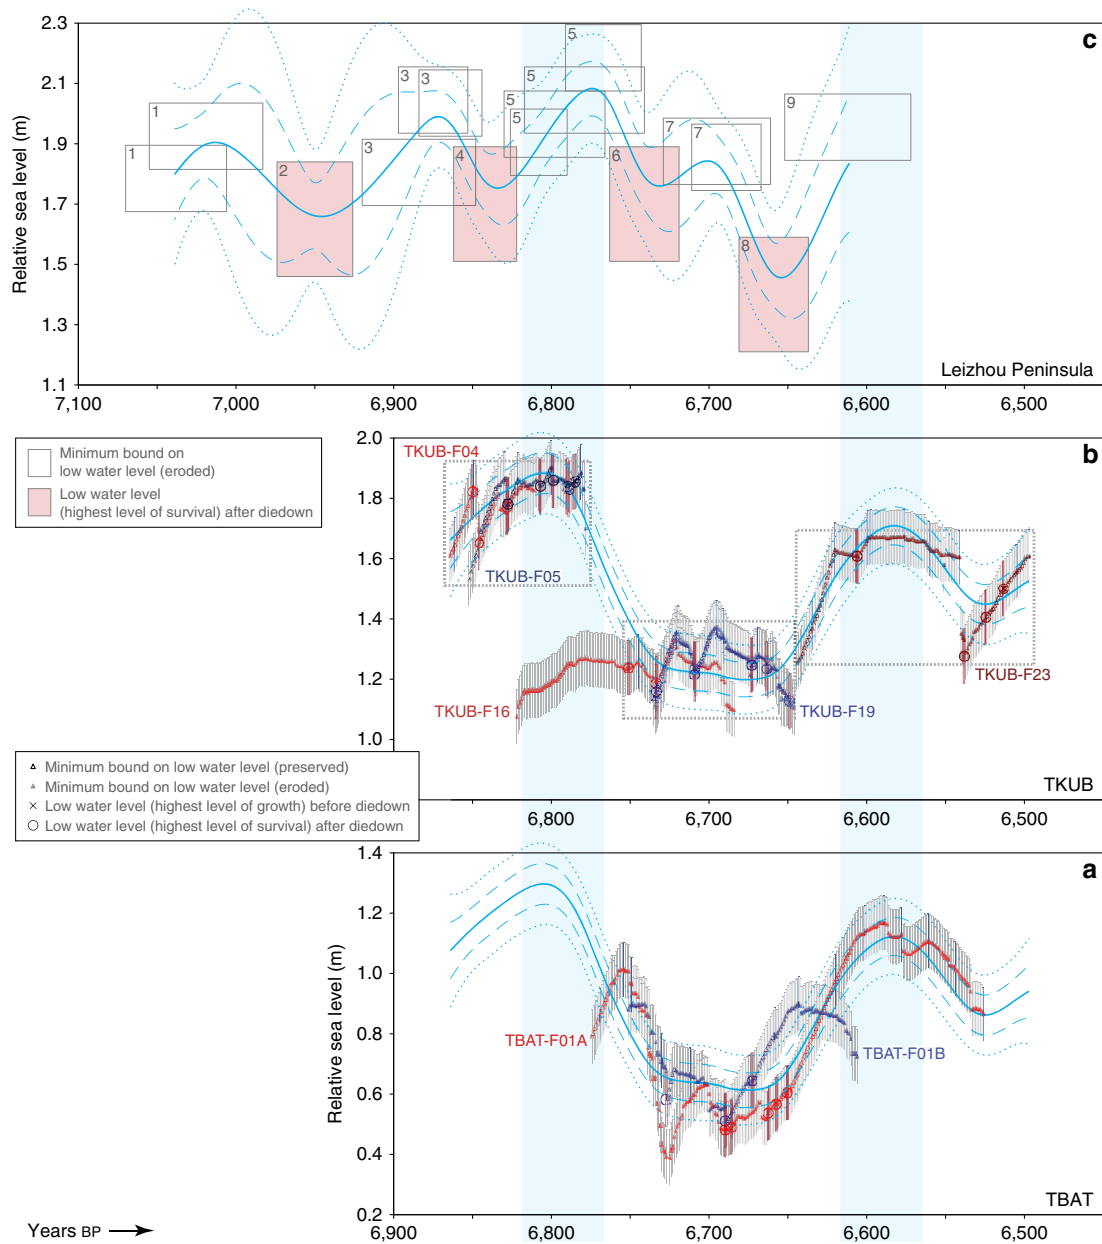 2.3
c
5
2.1
3
3
5
9
1
5
5
7
1.9
7
1
3
4
6
2
1.7
8
1.5
1.3
1.1
Relative sea level (m)
Leizhou Peninsula
7,100
7,000
6,900
6,800
6,700
6,600
6,500
Minimum bound on
low water level (eroded)
Low water level
(highest level of survival) after diedown
2.0
b
TKUB-F04
1.8
TKUB-F05
1.6
1.4
1.2
TKUB-F16
TKUB-F19
TKUB-F23
1.0
Minimum bound on low water level (preserved)
Minimum bound on low water level (eroded)
Low water level (highest level of growth) before diedown
Low water level (highest level of survival) after diedown
TKUB
6,800
6,700
6,600
6,500
1.4
a
1.2
1.0
TBAT-F01A
TBAT-F01B
0.8
0.6
0.4
0.2
Relative sea level (m)
TBAT
6,900
6,800
6,700
6,600
6,500
Years BP